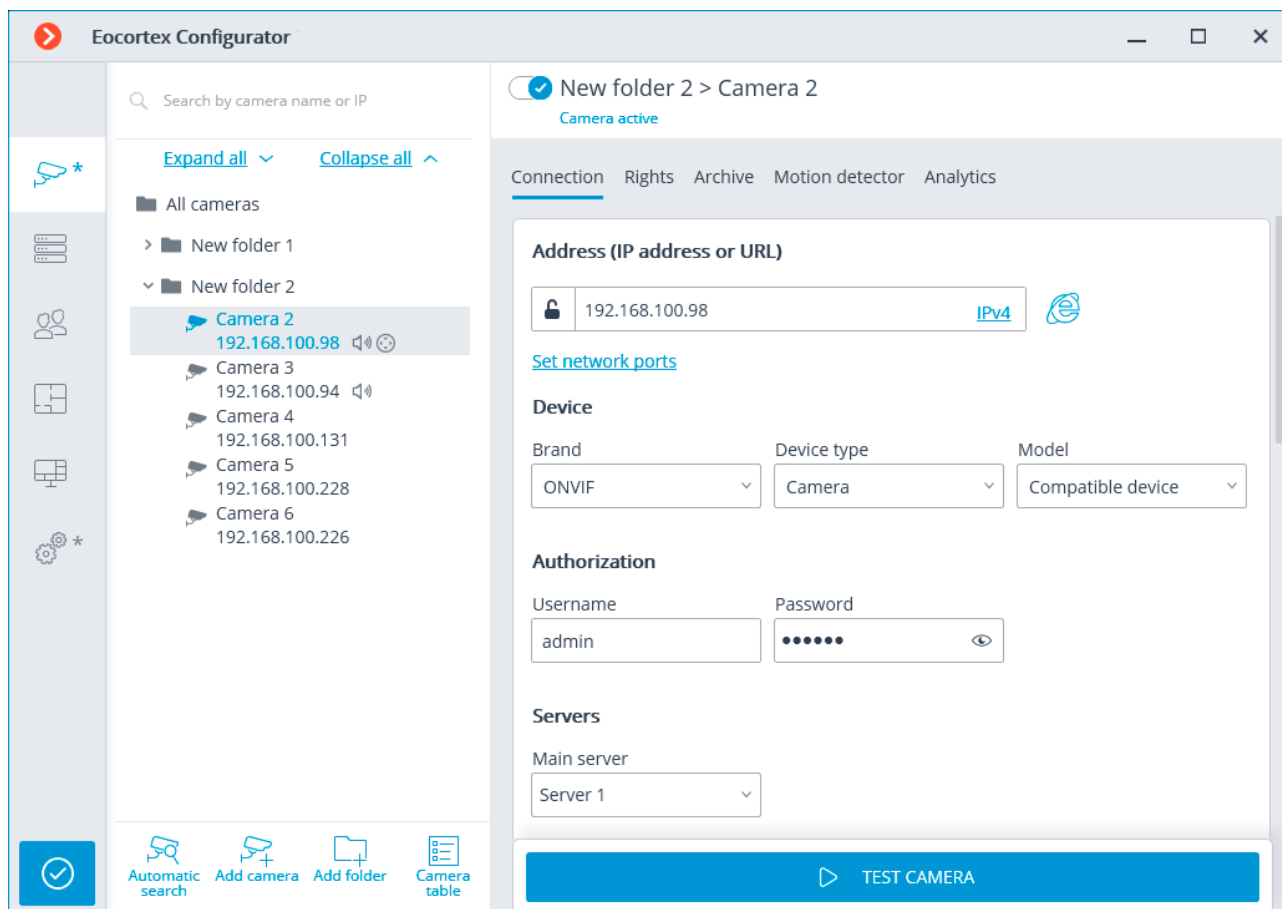 Eocortex Configurator
Search by camera name or IP
Expand all
Collapse all
All cameras
New folder 1
New folder 2
Camera 2
192.168.100.98
Camera 3
192.168.100.94
Camera 4
192.168.100.131
Camera 5
192.168.100.228
Camera 6
192.168.100.226
Automatic search
Add camera
Add folder
Camera table
New folder 2 > Camera 2
Camera active
Connection Rights Archive Motion detector Analytics
Address (IP address or URL)
192.168.100.98 IPv4
Set network ports
Device
Brand Device type Model
ONVIF Camera Compatible device
Authorization
Username Password
admin ••••••
Servers
Main server
Server 1
TEST CAMERA